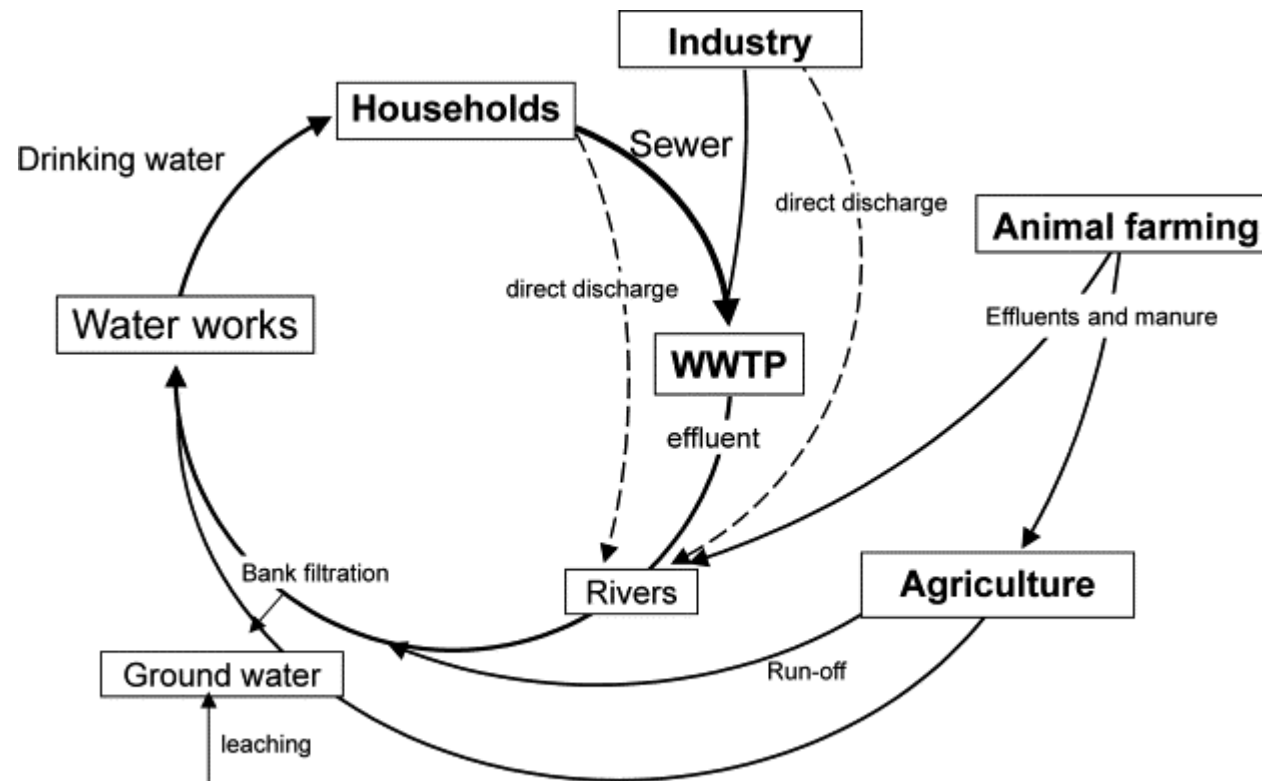 Industry
Households
Sewer
Drinking water
direct discharge
Animal farming
direct discharge
Effluents and manure
Water works
WWTP
effluent
Bank filtration
Rivers
Agriculture
Ground water
Run-off
leaching